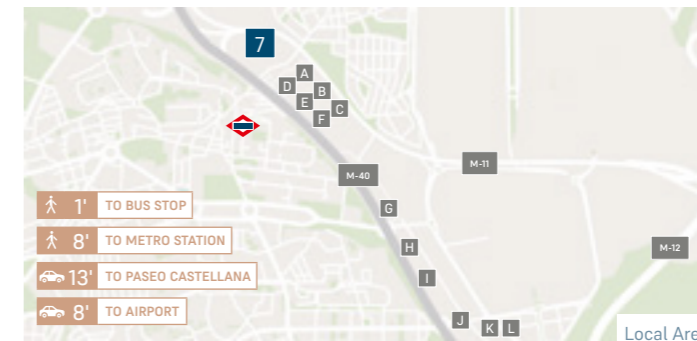 7
A
D
B
E
C
F
M-11
M-40
1' TO BUS STOP
G
8' TO METRO STATION
H
M-12
13' TO PASEO CASTELLANA
I
8' TO AIRPORT
J
K L
Local Are